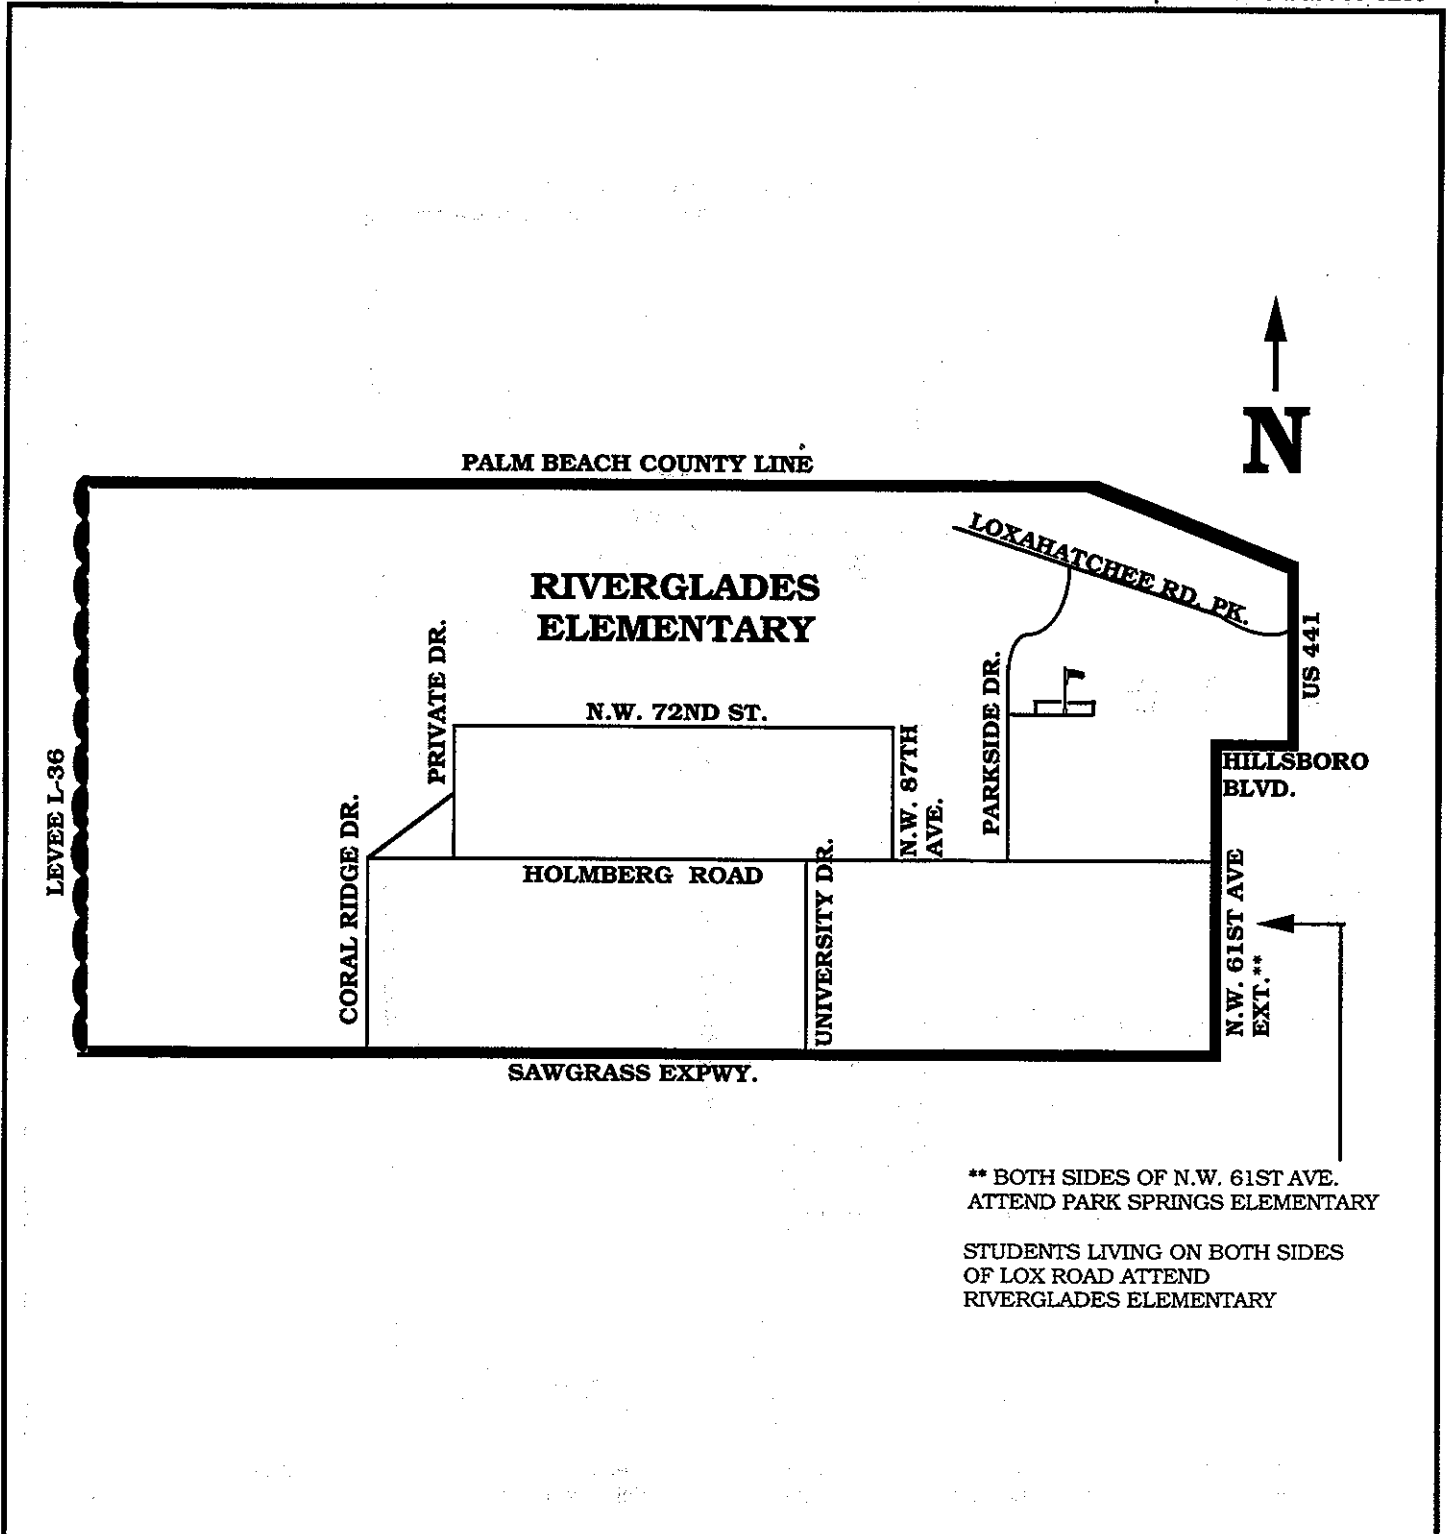 N
PALM BEACH COUNTY LINE
LOXAHATCHEE RD. PK.
RIVERGLADES
ELEMENTARY
PRIVATE DR.
US 441
N.W. 72ND ST.
PARKSIDE DR.
N.W. 87TH
AVE.
HILLSBORO
BLVD.
LEVEE L-36
CORAL RIDGE DR.
HOLMBERG ROAD
UNIVERSITY DR.
N.W. 61ST AVE
EXT.**
SAWGRASS EXPWY.
** BOTH SIDES OF N.W. 61ST AVE.
ATTEND PARK SPRINGS ELEMENTARY
STUDENTS LIVING ON BOTH SIDES
OF LOX ROAD ATTEND
RIVERGLADES ELEMENTARY